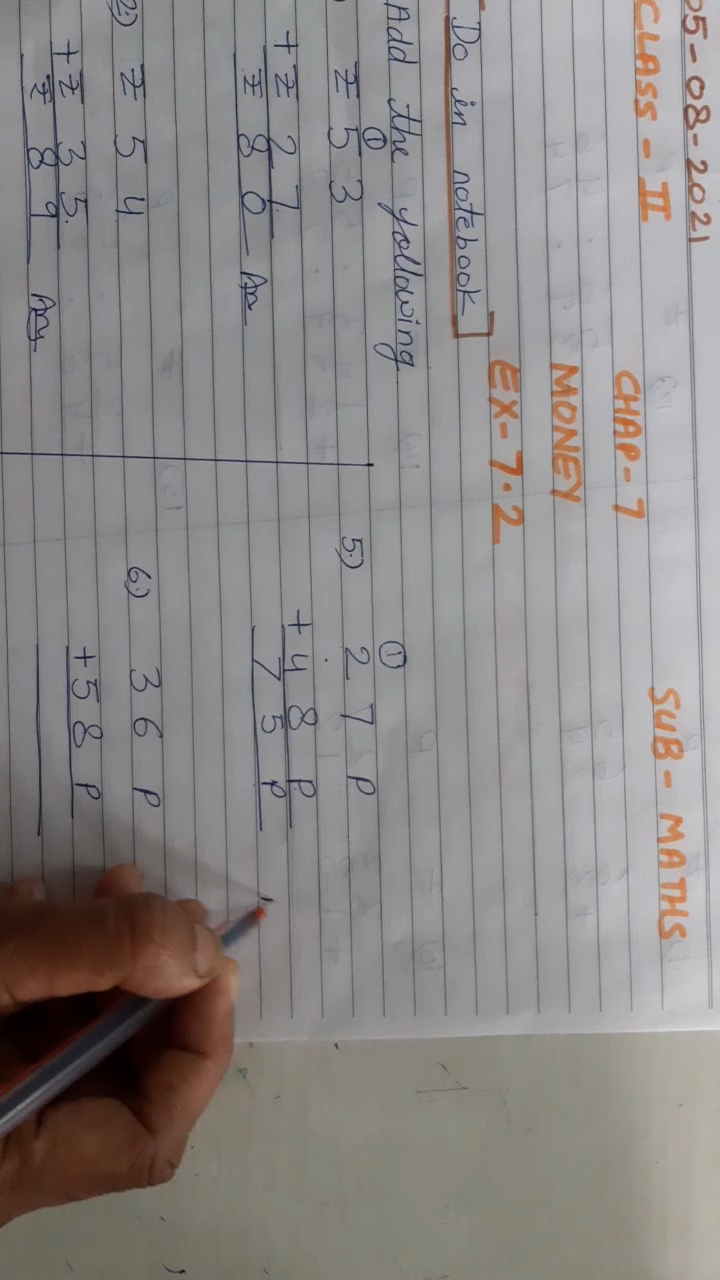 05-08-2021
CLASS - II CHAP-7 SUB - MATHS
MONEY
EX-7.2
[Do in notebook]
Add the following
① 
₹ 5 3
+ ₹ 2 7
₹ 8 0 Ans
2) ₹ 5 4
+ ₹ 3 5
₹ 8 9 Ans
①
5) 2 7 P
+ 4 8 P
7 5 P
6) 3 6 P
+ 5 8 P